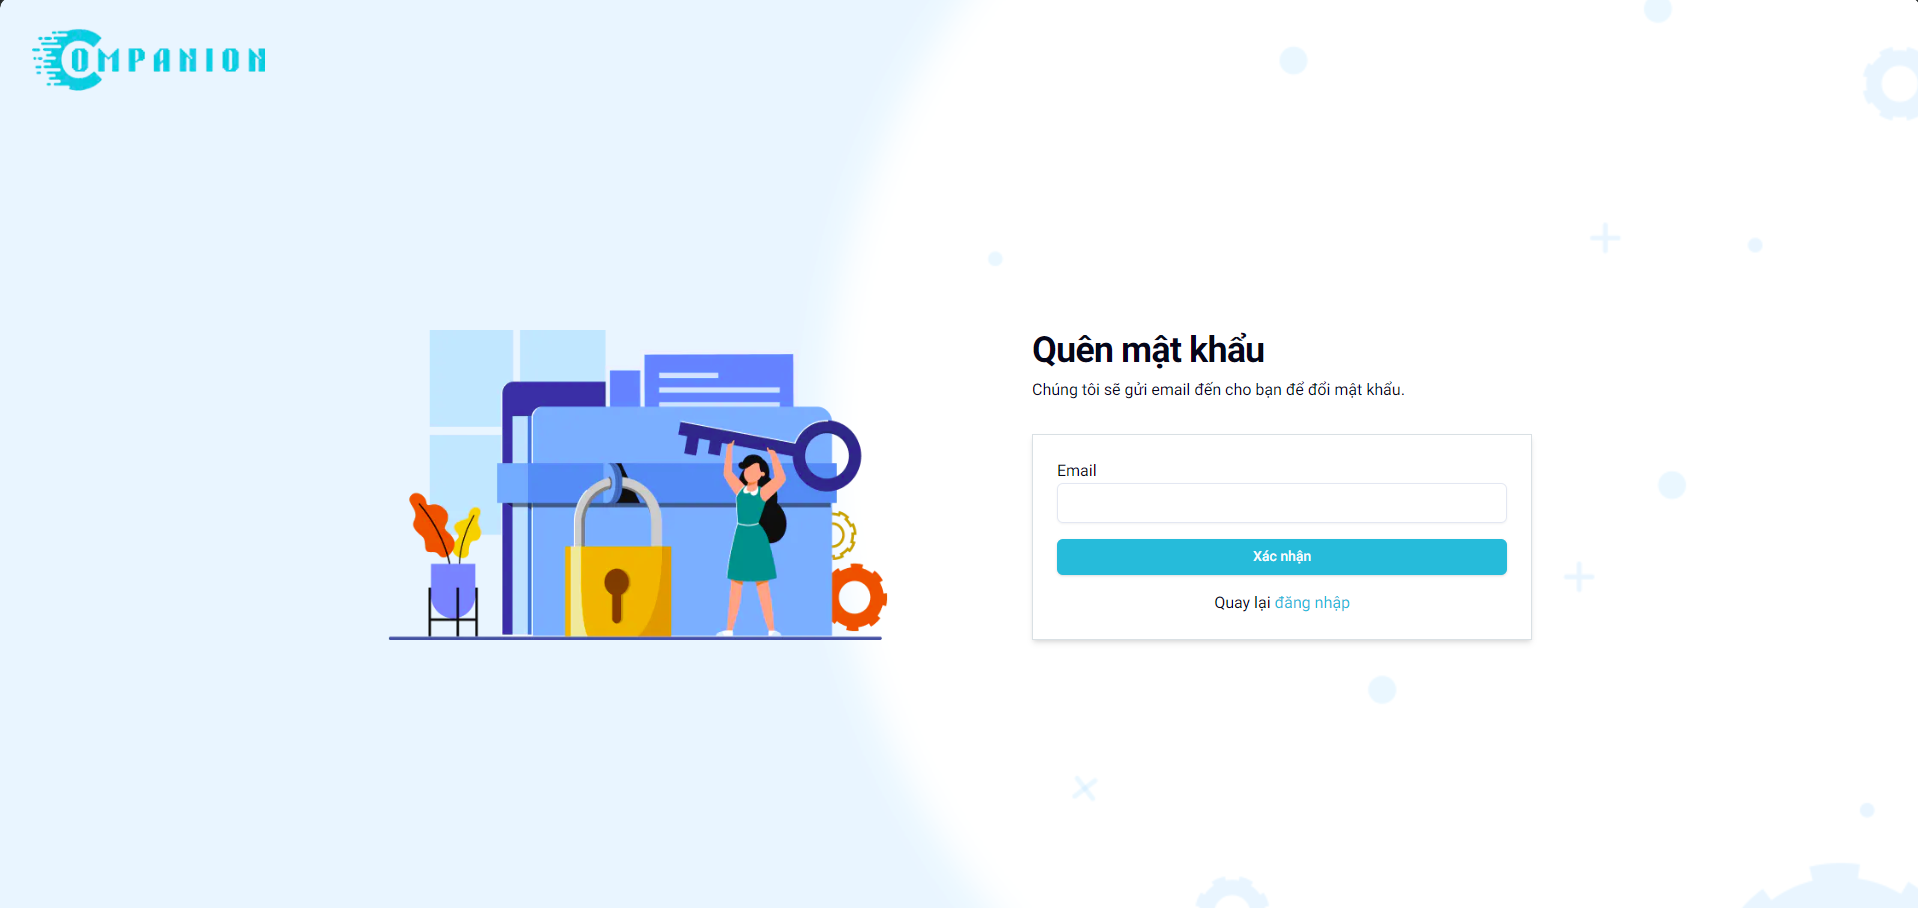 COMPANION
Quên mật khẩu
Chúng tôi sẽ gửi email đến cho bạn để đổi mật khẩu.
Email
Xác nhận
Quay lại đăng nhập